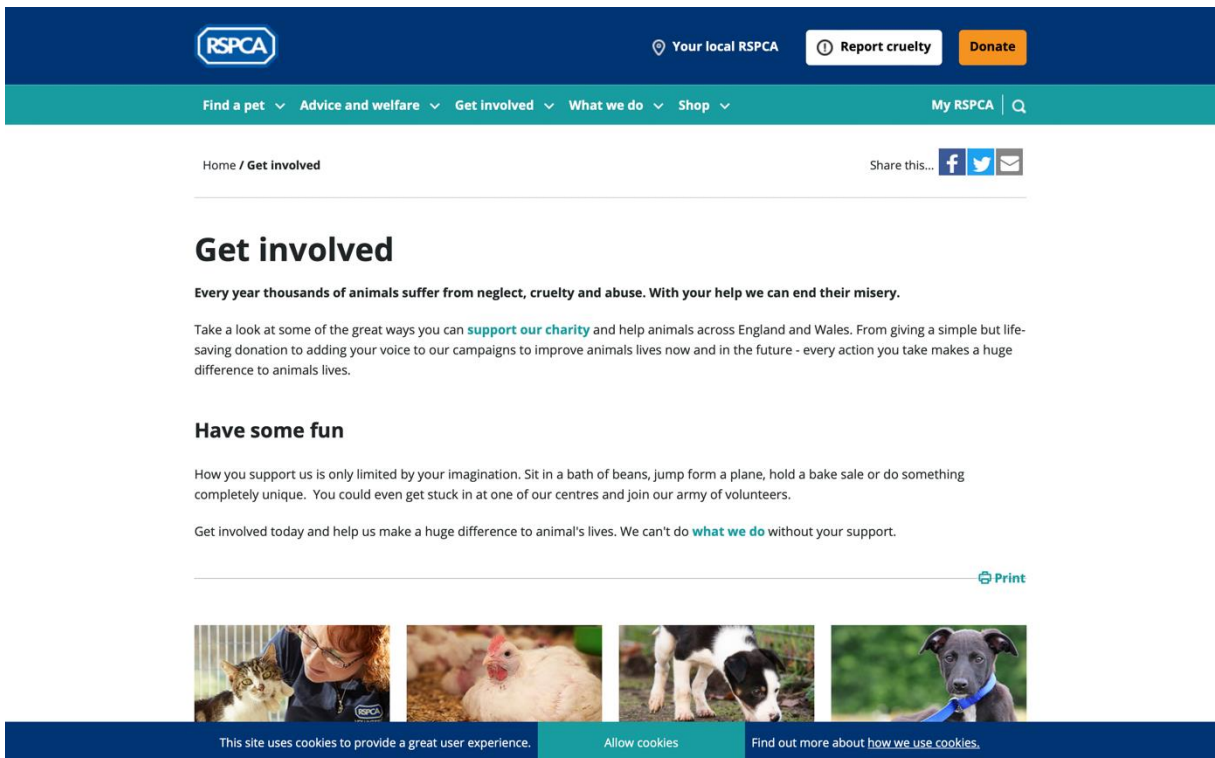 RSPCA
Your local RSPCA
Report cruelty
Donate
Find a pet
Advice and welfare
Get involved
What we do
Shop
My RSPCA
Home / Get involved
Share this...
Get involved
Every year thousands of animals suffer from neglect, cruelty and abuse. With your help we can end their misery.
Take a look at some of the great ways you can support our charity and help animals across England and Wales. From giving a simple but life-
saving donation to adding your voice to our campaigns to improve animals lives now and in the future - every action you take makes a huge
difference to animals lives.
Have some fun
How you support us is only limited by your imagination. Sit in a bath of beans, jump form a plane, hold a bake sale or do something
completely unique.  You could even get stuck in at one of our centres and join our army of volunteers.
Get involved today and help us make a huge difference to animal's lives. We can't do what we do without your support.
Print
RSPCA
This site uses cookies to provide a great user experience.
Allow cookies
Find out more about how we use cookies.